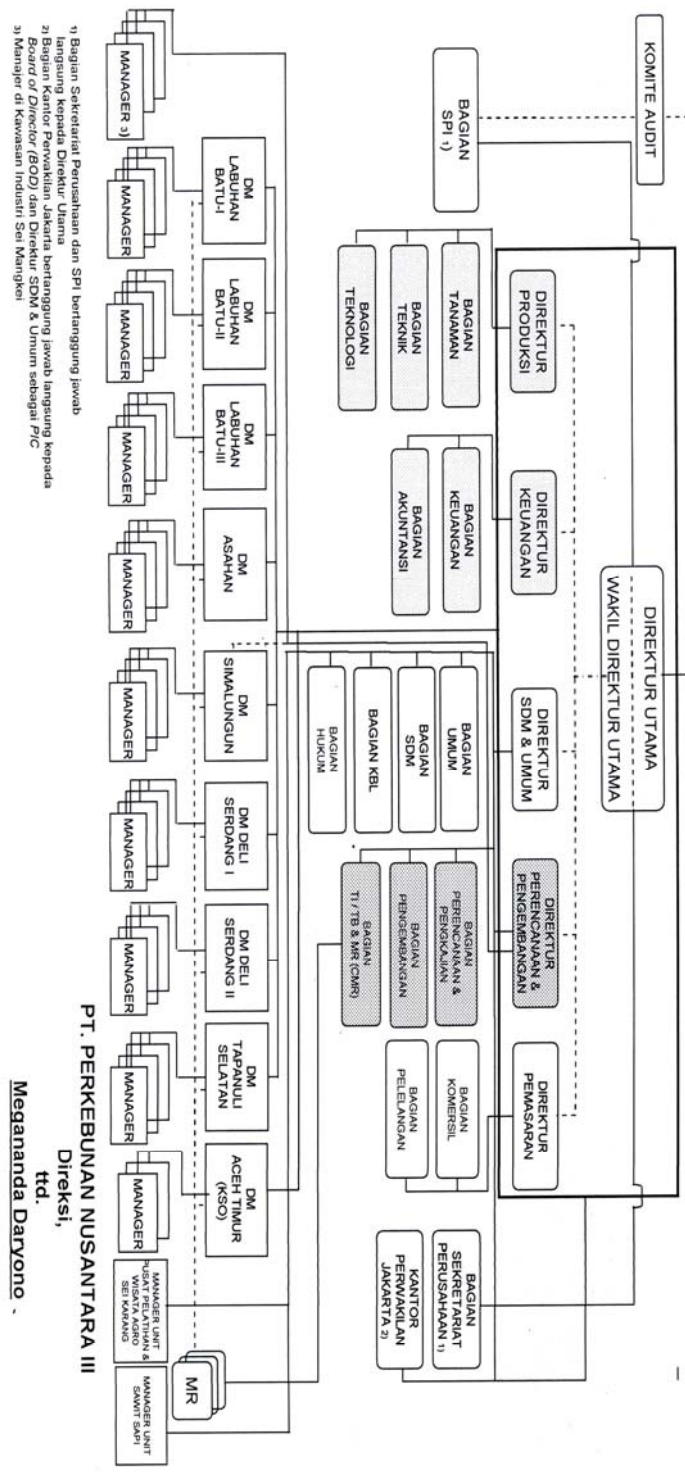 KOMITE AUDIT
DIREKTUR UTAMA
WAKIL DIREKTUR UTAMA
BAGIAN
SPI 1)
DIREKTUR
PRODUKSI
DIREKTUR
KEUANGAN
DIREKTUR
SDM & UMUM
DIREKTUR
PERENCANAAN &
PENGEMBANGAN
DIREKTUR
PEMASARAN
BAGIAN
TANAMAN
BAGIAN
TEKNIK
BAGIAN
TEKNOLOGI
BAGIAN
KEUANGAN
BAGIAN
AKUNTANSI
BAGIAN
UMUM
BAGIAN
SDM
BAGIAN KBL
BAGIAN
HUKUM
BAGIAN
PERENCANAAN &
PENGKAJIAN
BAGIAN
PENGEMBANGAN
BAGIAN
TI / TB & MR (CMR)
BAGIAN
KOMERSIL
BAGIAN
PELELANGAN
BAGIAN
SEKRETARIAT
PERUSAHAAN 1)
KANTOR
PERWAKILAN
JAKARTA 2)
DM
LABUHAN
BATU-I
DM
LABUHAN
BATU-II
DM
LABUHAN
BATU-III
DM
ASAHAN
DM
SIMALUNGUN
DM DELI
SERDANG I
DM DELI
SERDANG II
DM
TAPANULI
SELATAN
DM
ACEH TIMUR
(KSO)
MR
MANAGER 3)
MANAGER
MANAGER
MANAGER
MANAGER
MANAGER
MANAGER
MANAGER
MANAGER
MANAGER
MANAGER UNIT
PUSAT PELATIHAN &
WISATA AGRO
SEI KARANG
MANAGER UNIT
SAWIT SAPI
1) Bagian Sekretariat Perusahaan dan SPI bertanggung jawab
langsung kepada Direktur Utama
2) Bagian Kantor Perwakilan Jakarta bertanggung jawab langsung kepada
Board of Director (BOD) dan Direktur SDM & Umum sebagai PIC
3) Manajer di Kawasan Industri Sei Mangkei
PT. PERKEBUNAN NUSANTARA III
Direksi,
ttd.
Megananda Daryono